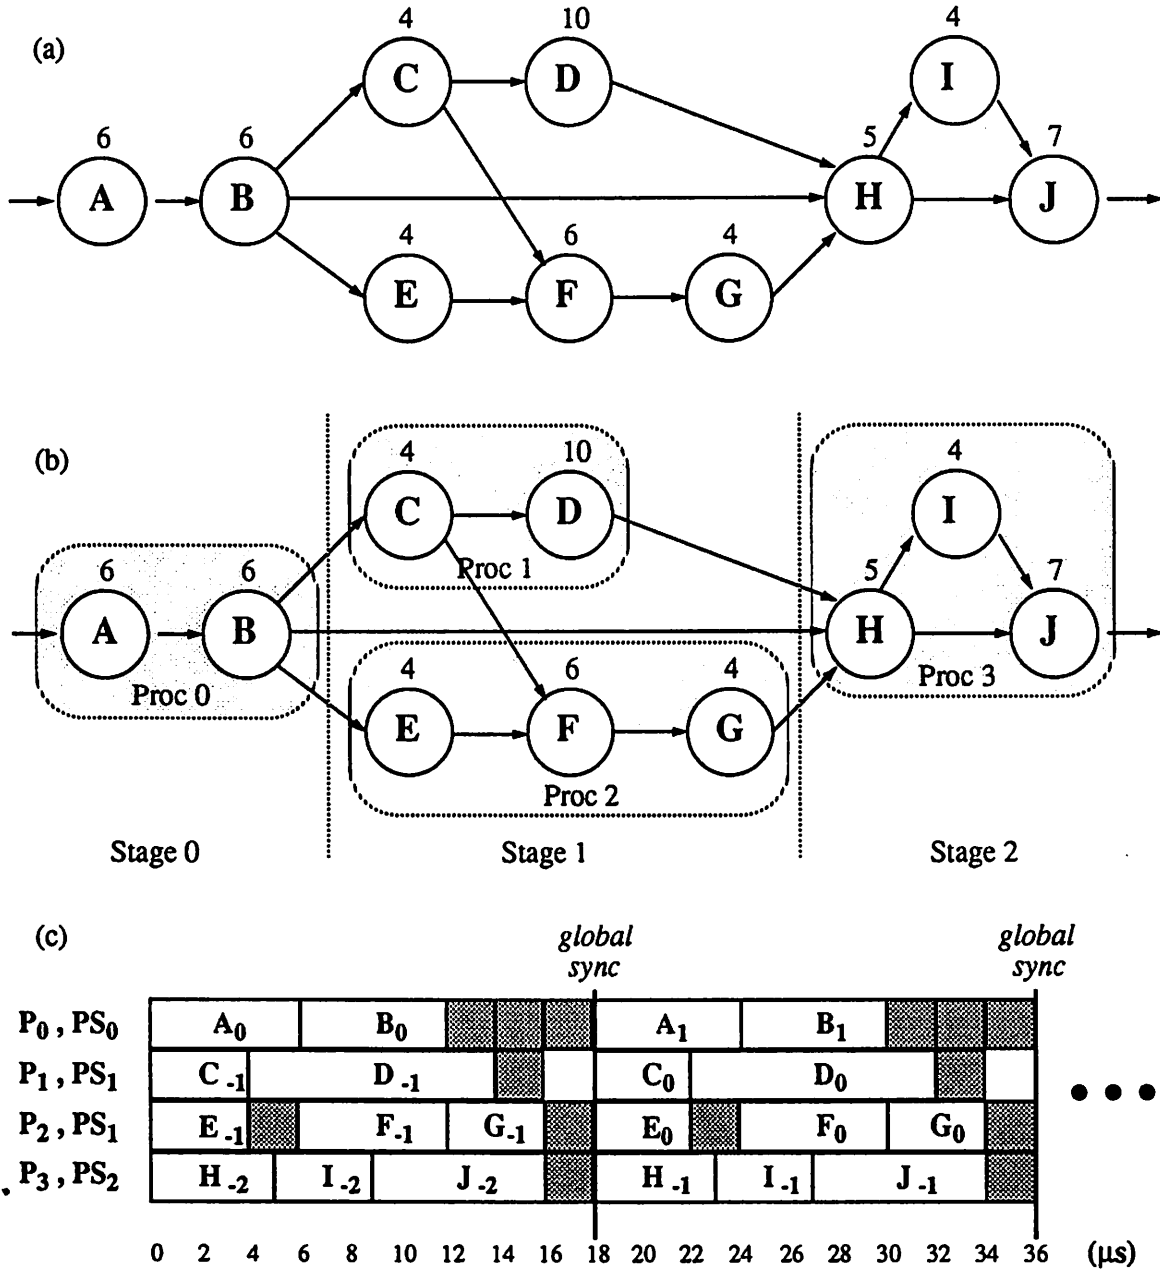 (a)
4 10 4
C D I
6 6 5 7
A B H J
4 6 4
E F G
(b)
4 10 4
C D I
Proc 1
6 6 5 7
A B H J
Proc 0 Proc 3
4 6 4
E F G
Proc 2
Stage 0 Stage 1 Stage 2
(c)
global global
sync sync
P0 , PS0 A0 B0 A1 B1
P1 , PS1 C-1 D-1 C0 D0
P2 , PS1 E-1 F-1 G-1 E0 F0 G0
P3 , PS2 H-2 I-2 J-2 H-1 I-1 J-1
0 2 4 6 8 10 12 14 16 18 20 22 24 26 28 30 32 34 36 (μs)